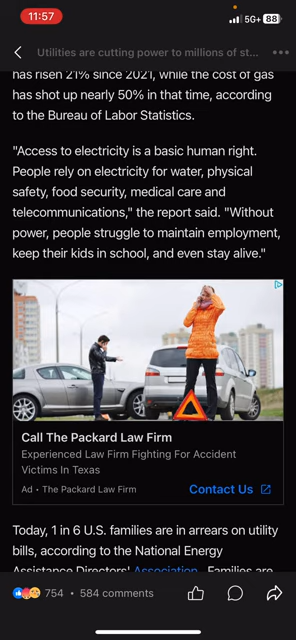 11:57
5G+ 88
Utilities are cutting power to millions of st...
has risen 21% since 2021, while the cost of gas
has shot up nearly 50% in that time, according
to the Bureau of Labor Statistics.
"Access to electricity is a basic human right.
People rely on electricity for water, physical
safety, food security, medical care and
telecommunications," the report said. "Without
power, people struggle to maintain employment,
keep their kids in school, and even stay alive."
Call The Packard Law Firm
Experienced Law Firm Fighting For Accident
Victims In Texas
Ad • The Packard Law Firm Contact Us
Today, 1 in 6 U.S. families are in arrears on utility
bills, according to the National Energy
Assistance Directors' Association. Families are
754 • 584 comments